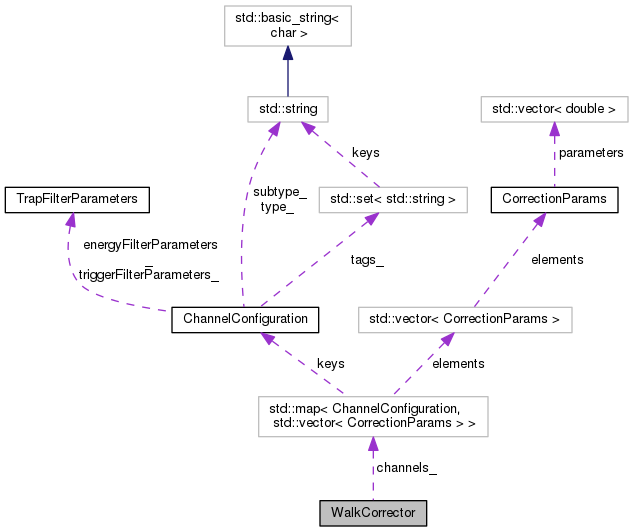 std::basic_string<
char >
std::string
std::vector< double >
keys
parameters
subtype_
type_
TrapFilterParameters
std::set< std::string >
CorrectionParams
energyFilterParameters
_
triggerFilterParameters_
tags_
elements
ChannelConfiguration
std::vector< CorrectionParams >
keys
elements
std::map< ChannelConfiguration,
std::vector< CorrectionParams > >
channels_
WalkCorrector